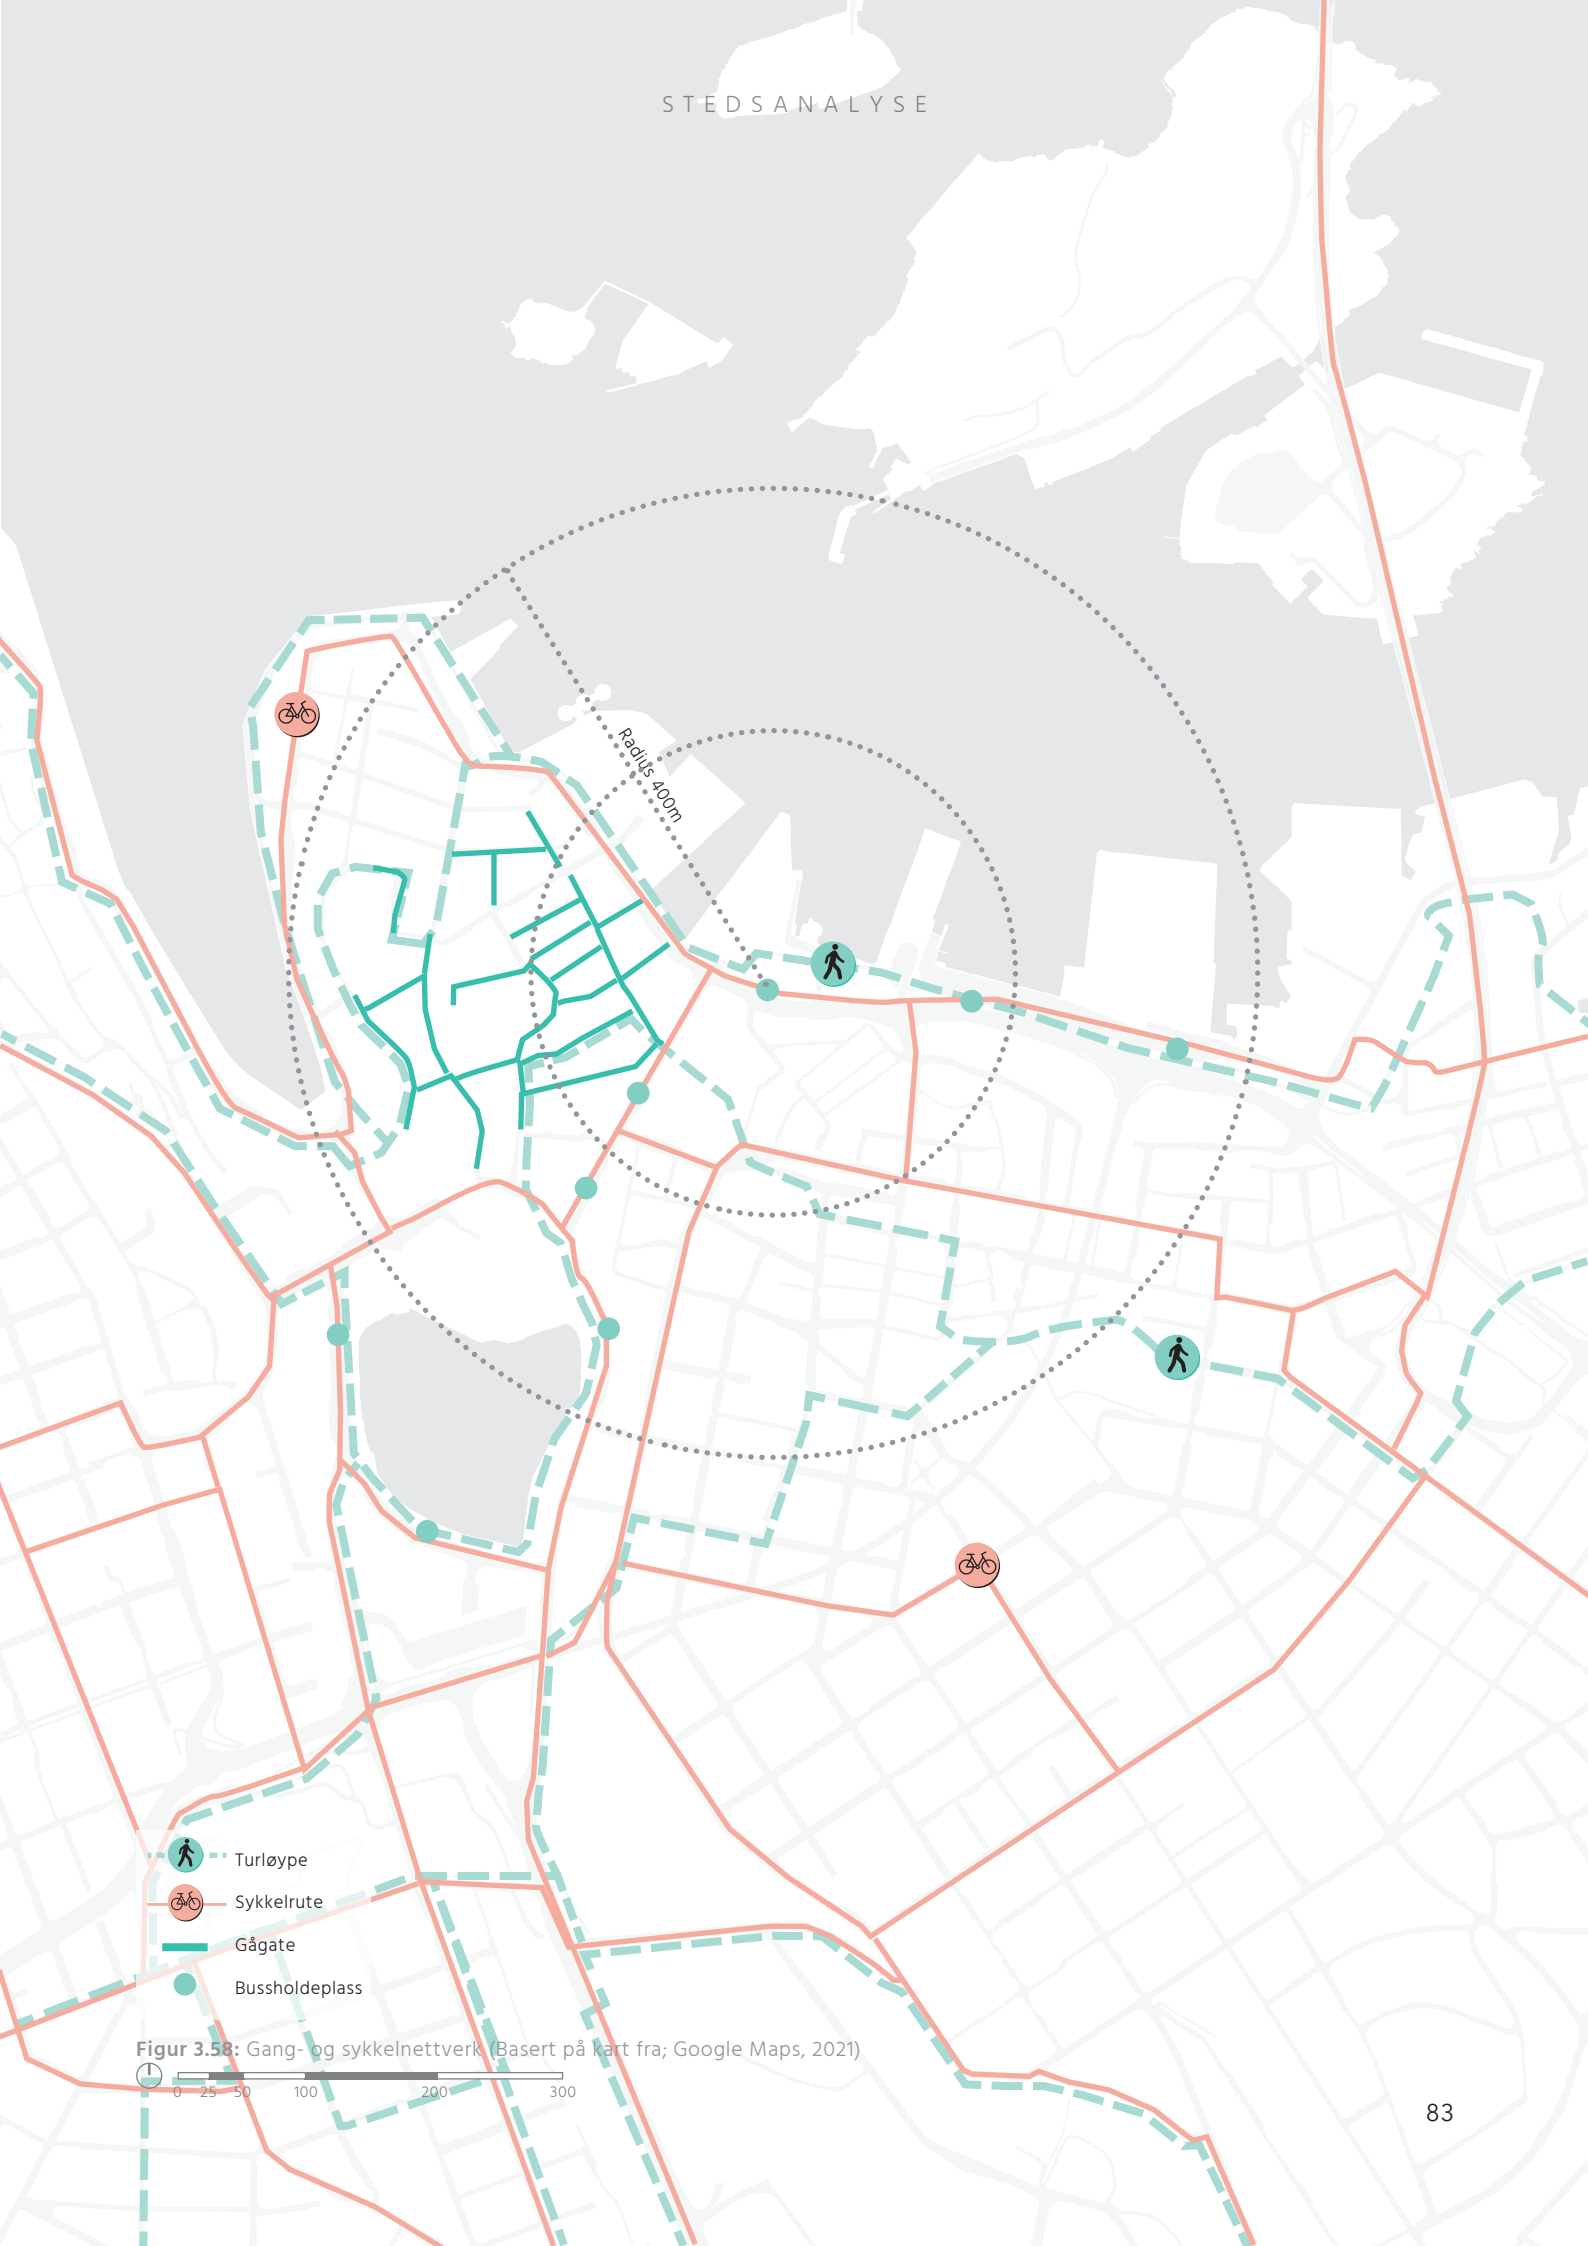 STEDSANALYSE
Radius 400m
Turløype
Sykkelrute
Gågate
Bussholdeplass
Figur 3.58: Gang- og sykkelnettverk (Basert på kart fra; Google Maps, 2021)
0 25 50 100 200 300
83